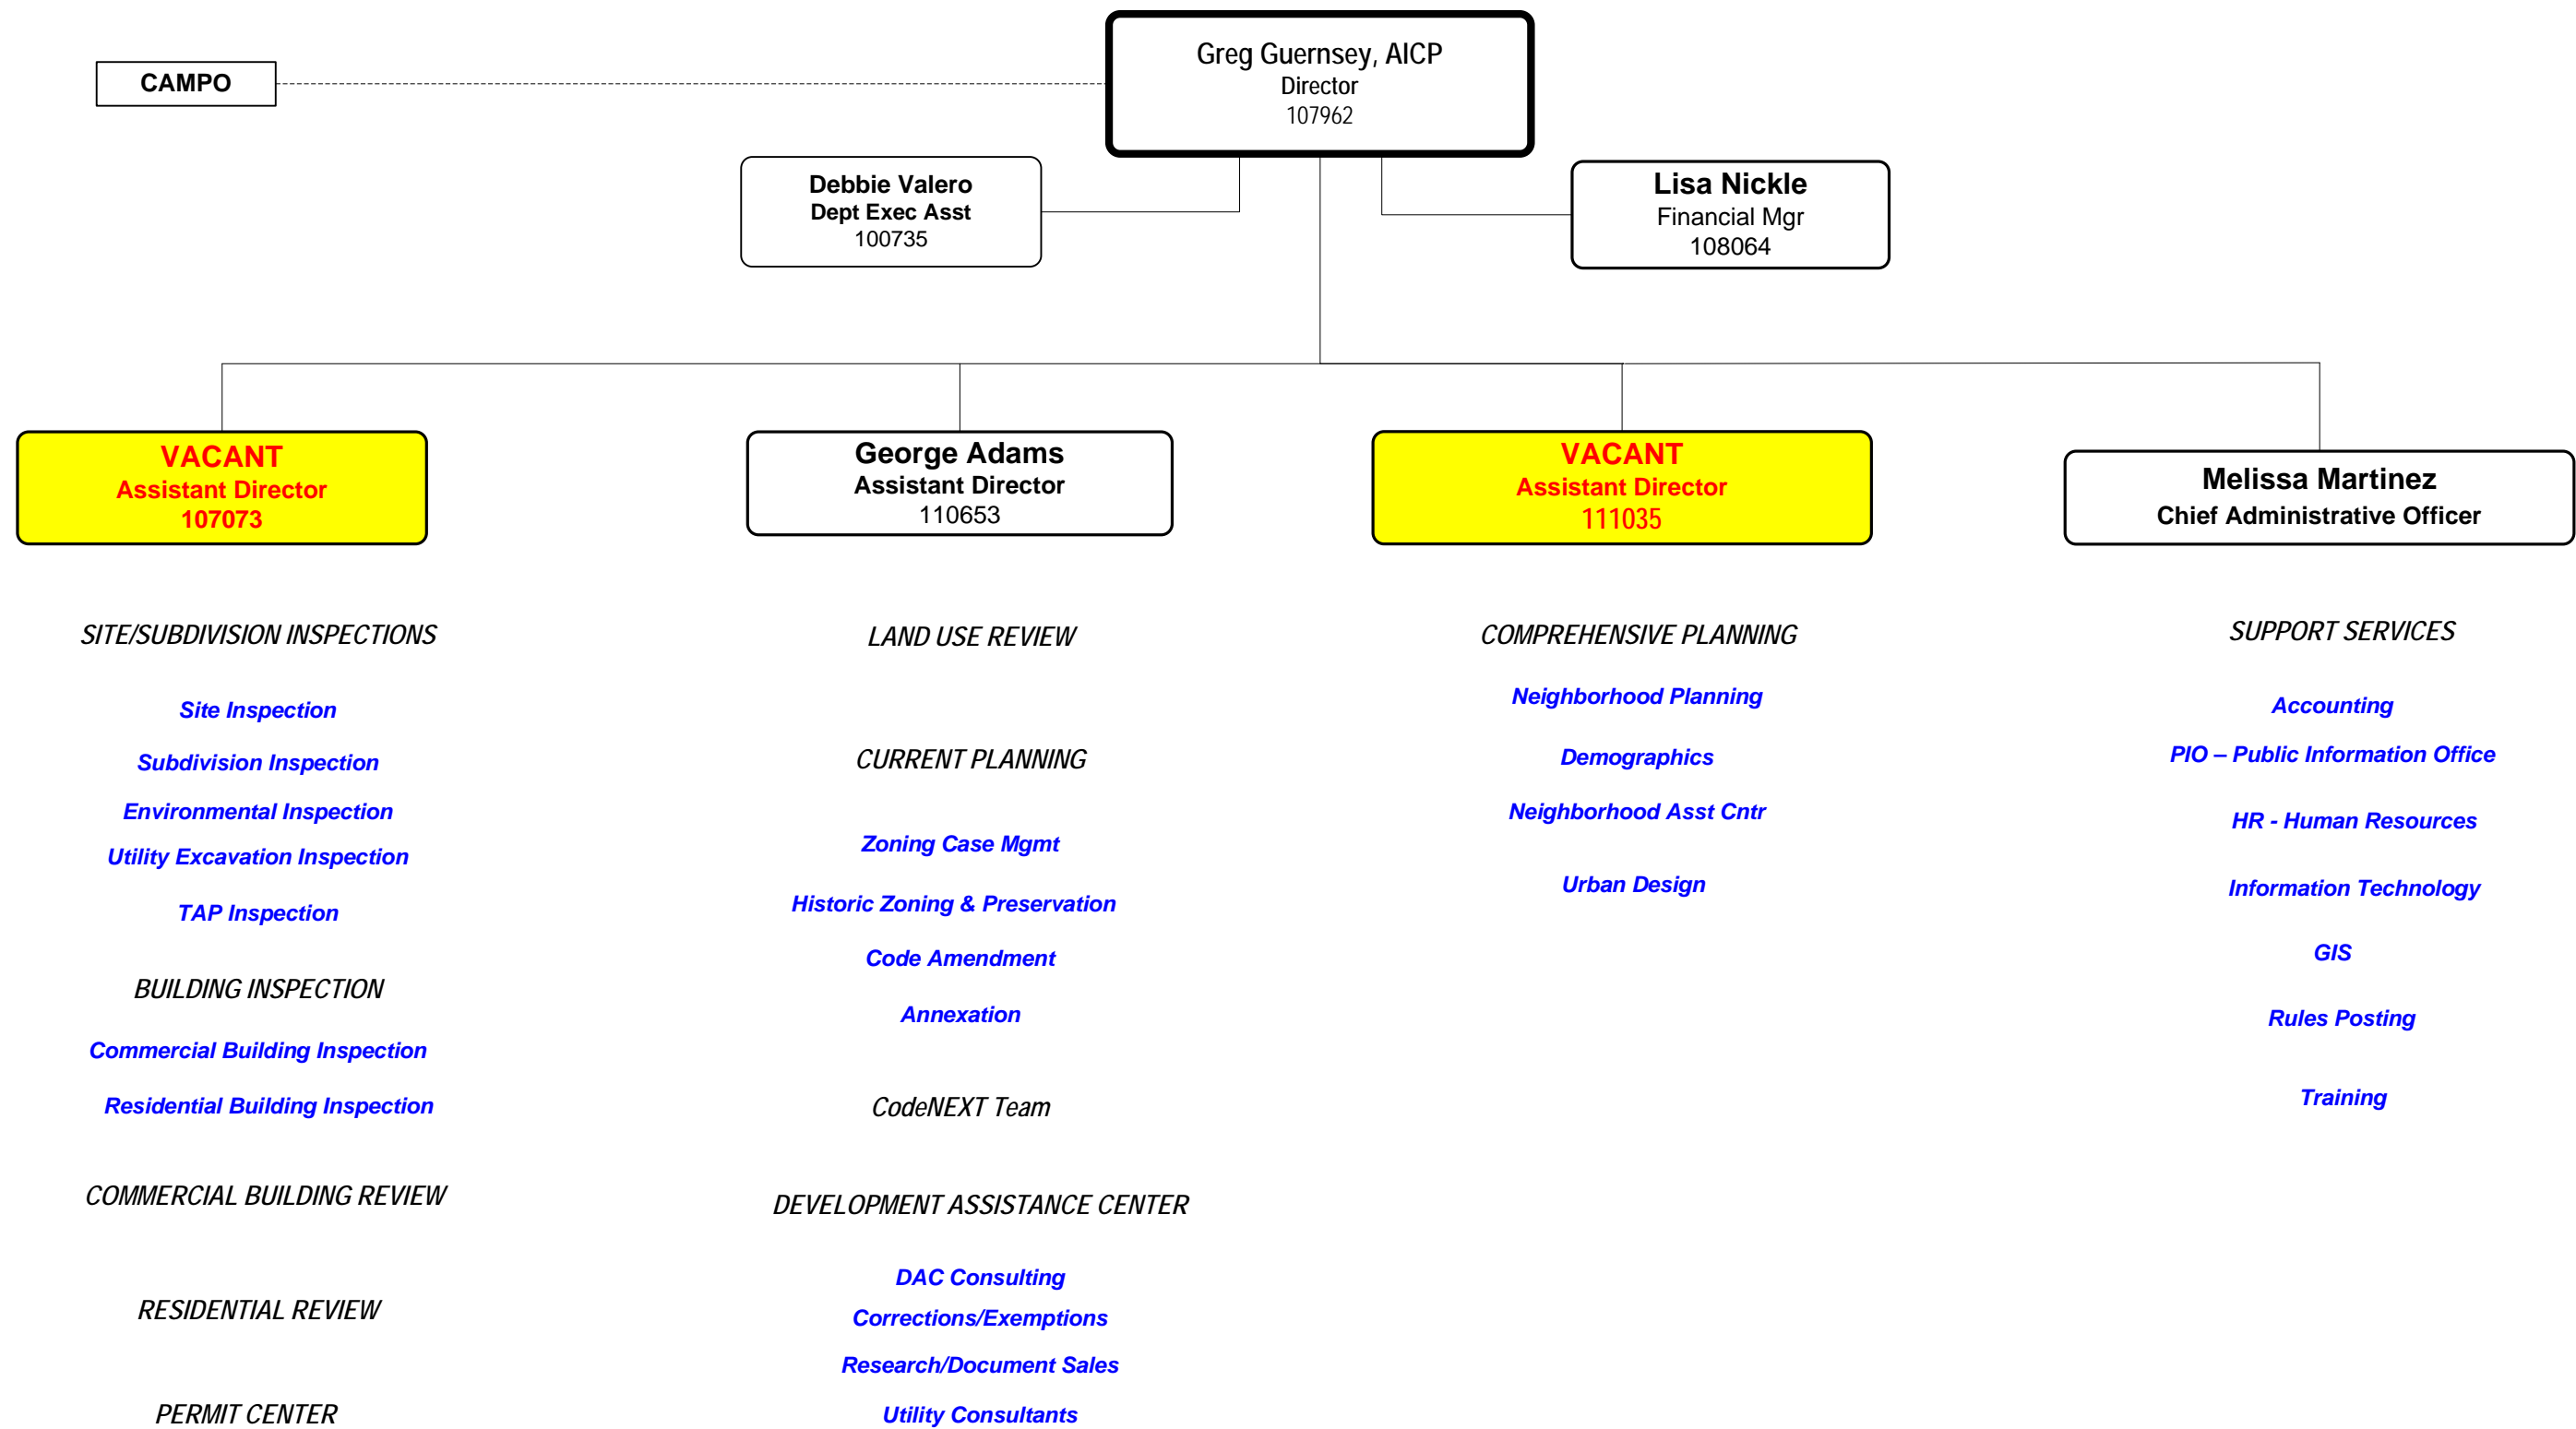 CAMPO
Greg Guernsey, AICP
Director
107962
Debbie Valero
Dept Exec Asst
100735
Lisa Nickle
Financial Mgr
108064
VACANT
Assistant Director
107073
SITE/SUBDIVISION INSPECTIONS
Site Inspection
Subdivision Inspection
Environmental Inspection
Utility Excavation Inspection
TAP Inspection
BUILDING INSPECTION
Commercial Building Inspection
Residential Building Inspection
COMMERCIAL BUILDING REVIEW
RESIDENTIAL REVIEW
PERMIT CENTER
George Adams
Assistant Director
110653
LAND USE REVIEW
CURRENT PLANNING
Zoning Case Mgmt
Historic Zoning & Preservation
Code Amendment
Annexation
CodeNEXT Team
DEVELOPMENT ASSISTANCE CENTER
DAC Consulting
Corrections/Exemptions
Research/Document Sales
Utility Consultants
VACANT
Assistant Director
111035
COMPREHENSIVE PLANNING
Neighborhood Planning
Demographics
Neighborhood Asst Cntr
Urban Design
Melissa Martinez
Chief Administrative Officer
SUPPORT SERVICES
Accounting
PIO – Public Information Office
HR - Human Resources
Information Technology
GIS
Rules Posting
Training